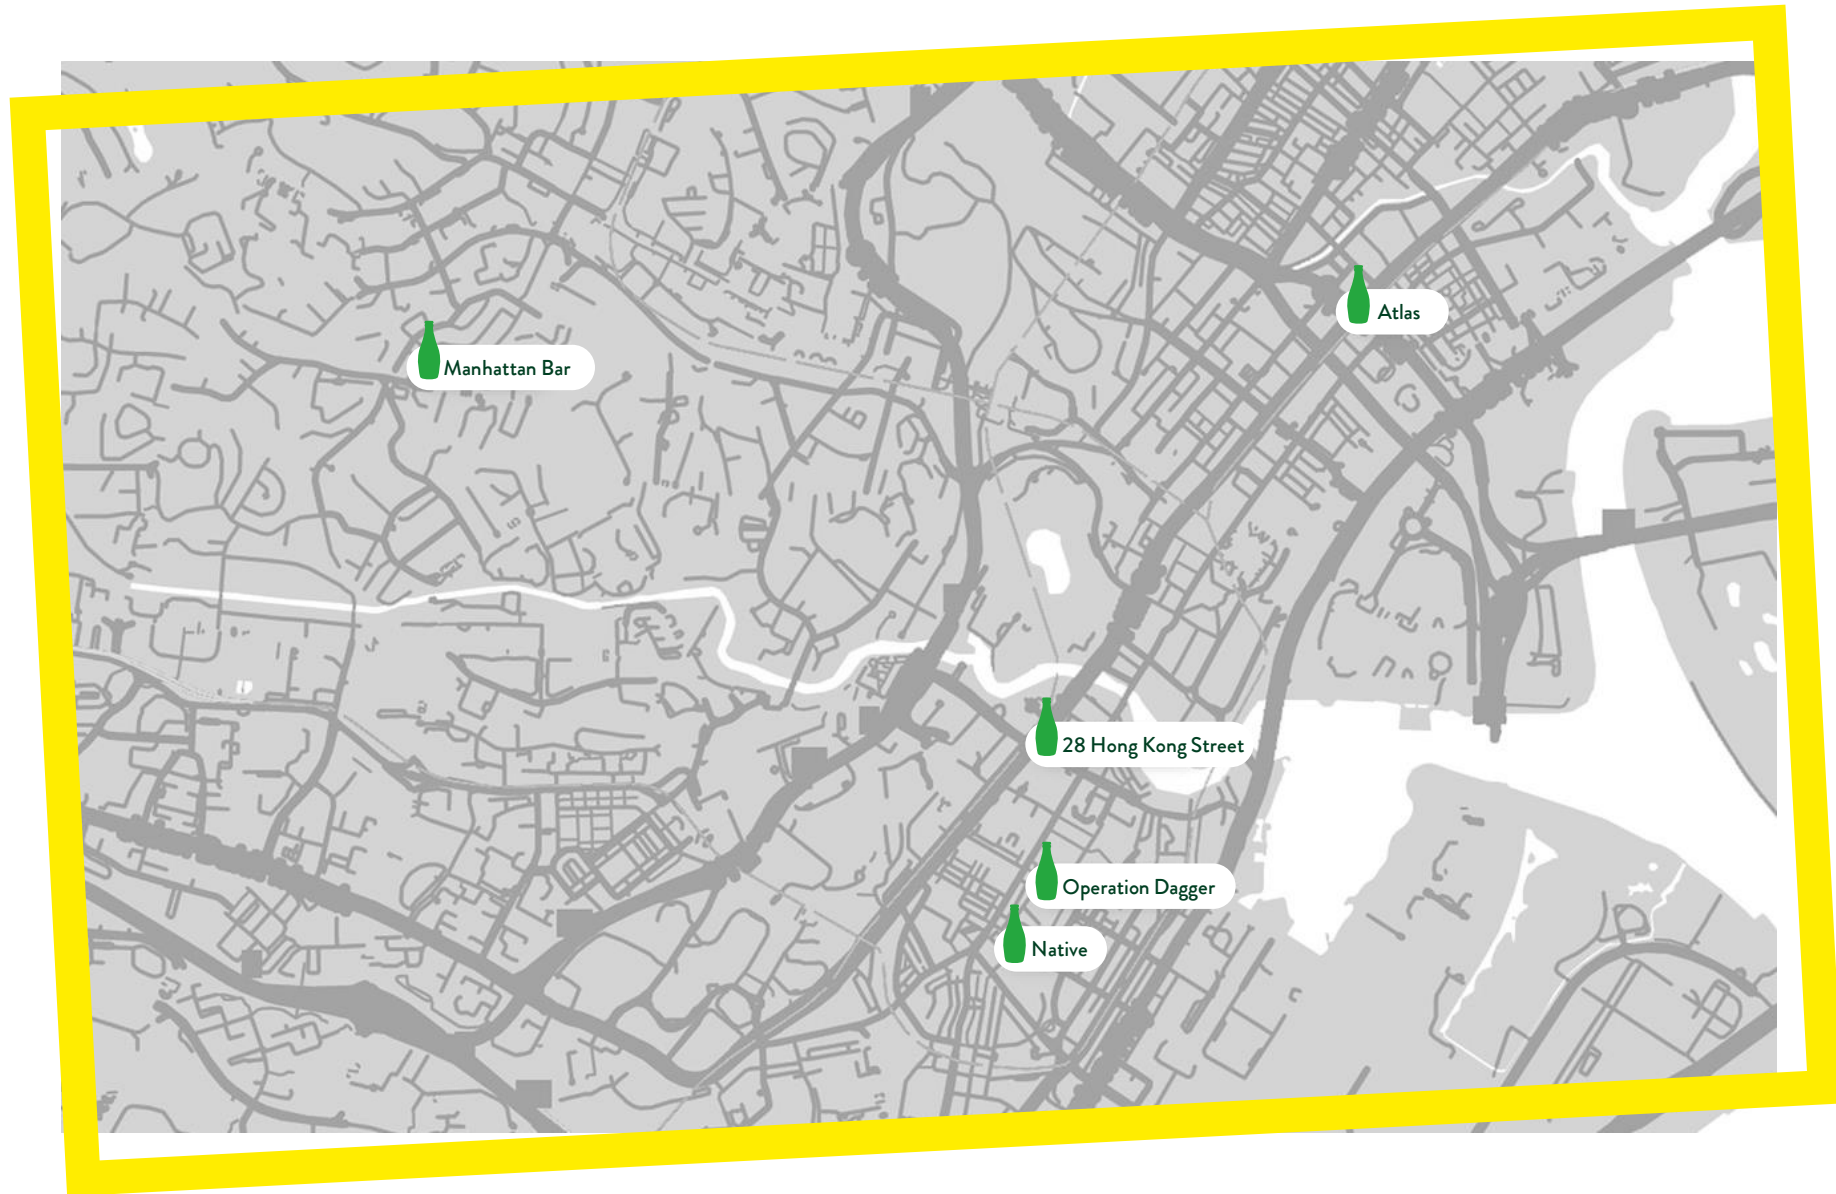 Atlas
Manhattan Bar
28 Hong Kong Street
Operation Dagger
Native